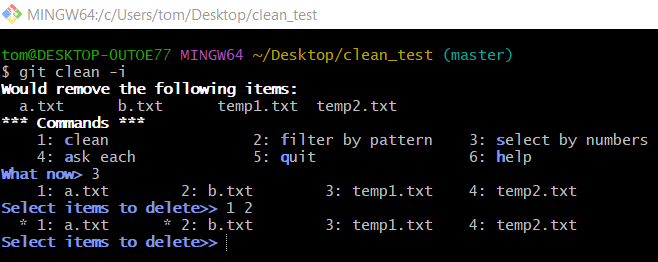 MINGW64:/c/Users/tom/Desktop/clean_test
tom@DESKTOP-OUTOE77 MINGW64 ~/Desktop/clean_test (master)
$ git clean -i
Would remove the following items:
  a.txt      b.txt      temp1.txt  temp2.txt
*** Commands ***
    1: clean                2: filter by pattern    3: select by numbers
    4: ask each             5: quit                 6: help
What now> 3
    1: a.txt        2: b.txt        3: temp1.txt    4: temp2.txt
Select items to delete>> 1 2
  * 1: a.txt      * 2: b.txt        3: temp1.txt    4: temp2.txt
Select items to delete>>